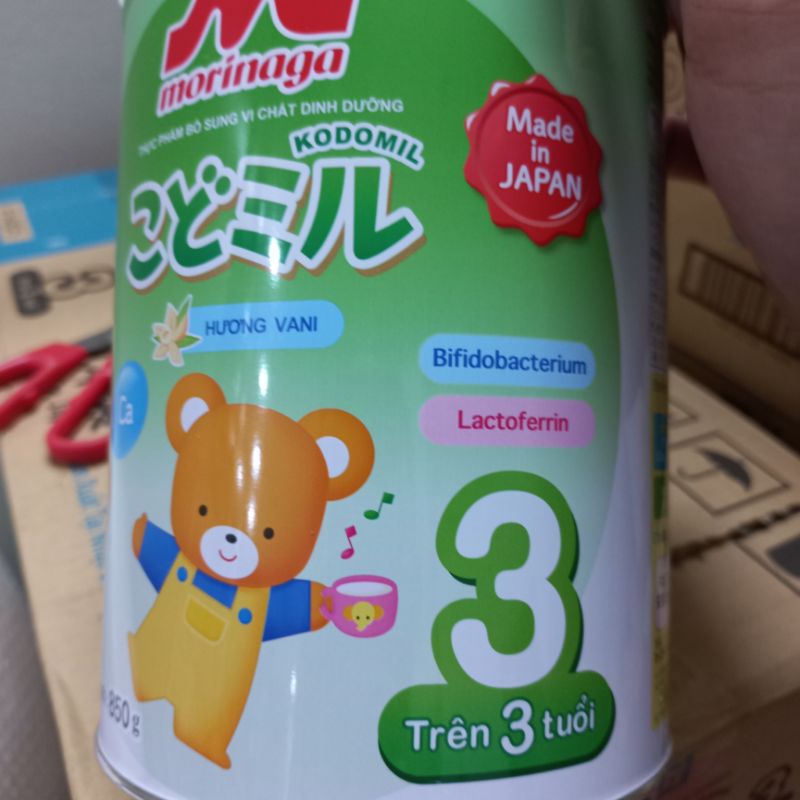 morinaga
THỰC PHẨM BỔ SUNG VI CHẤT DINH DƯỠNG
KODOMIL
こどミル
Made
in
JAPAN
HƯƠNG VANI
Bifidobacterium
Lactoferrin
Ca
3
Trên 3 tuổi
850g